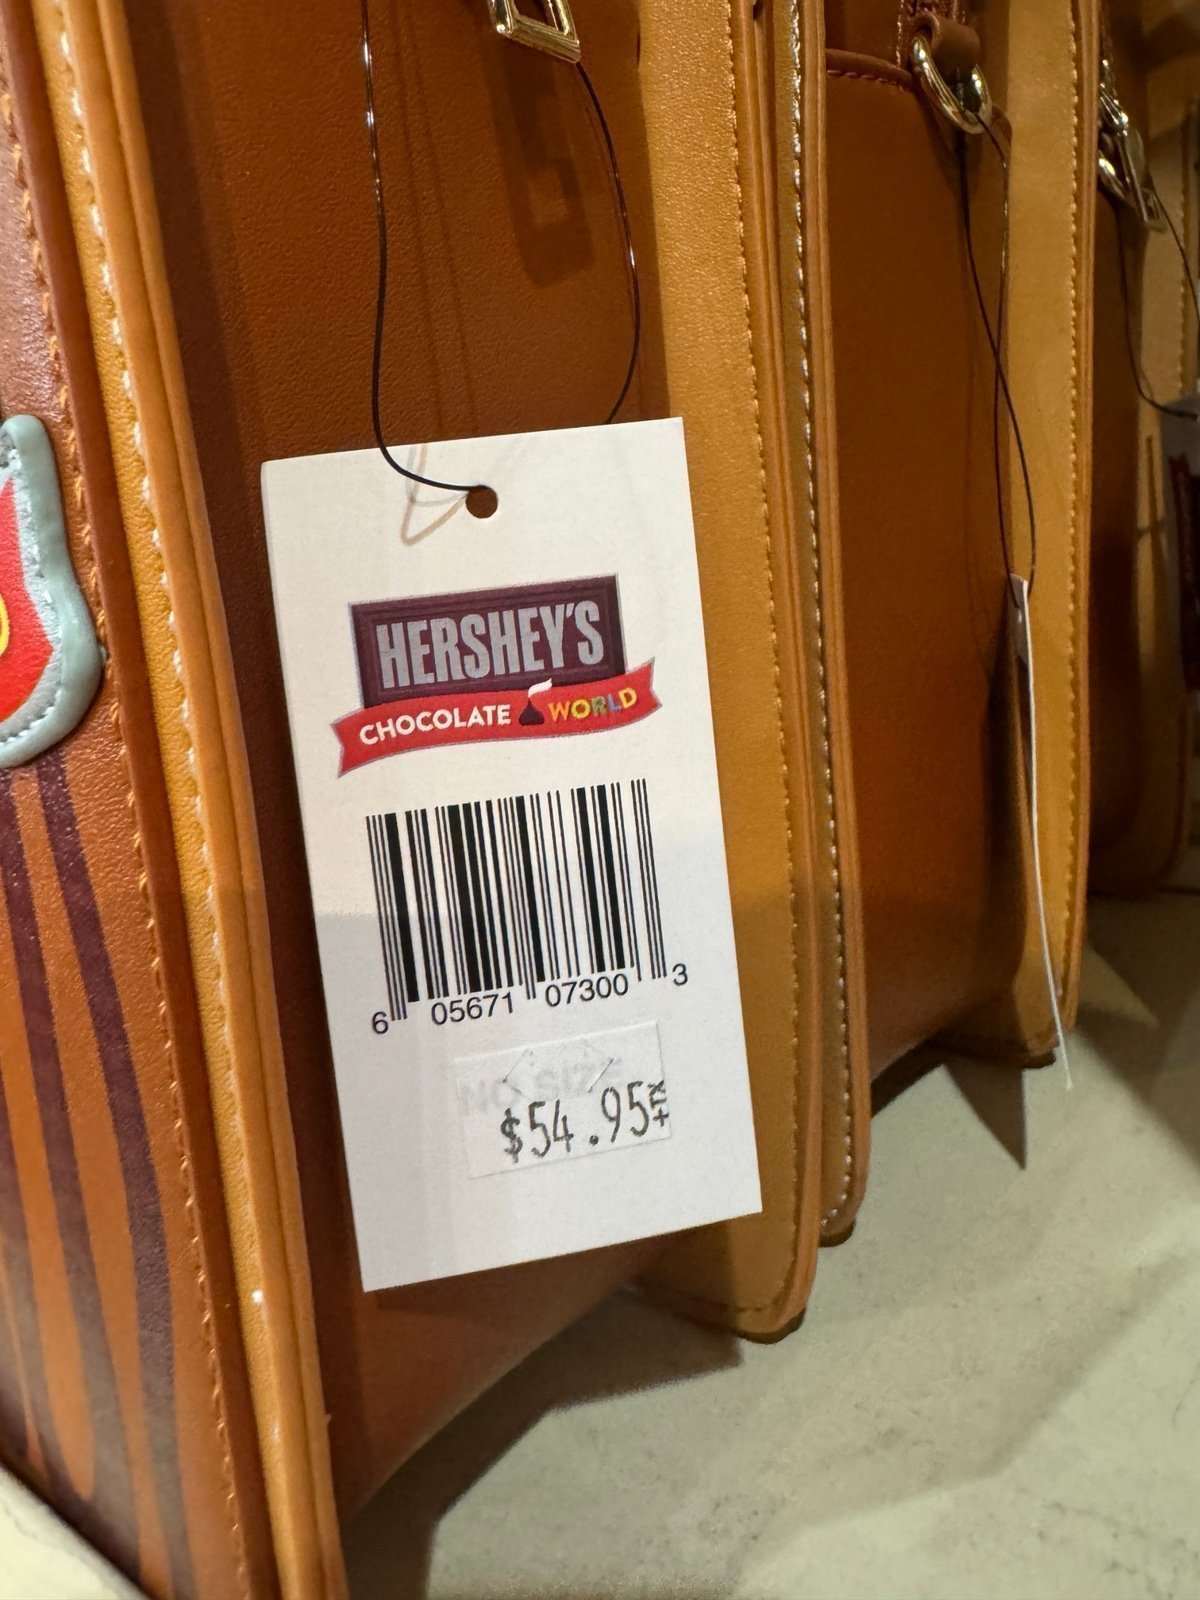 HERSHEY'S
CHOCOLATE WORLD
6 05671 07300 3
$54.95